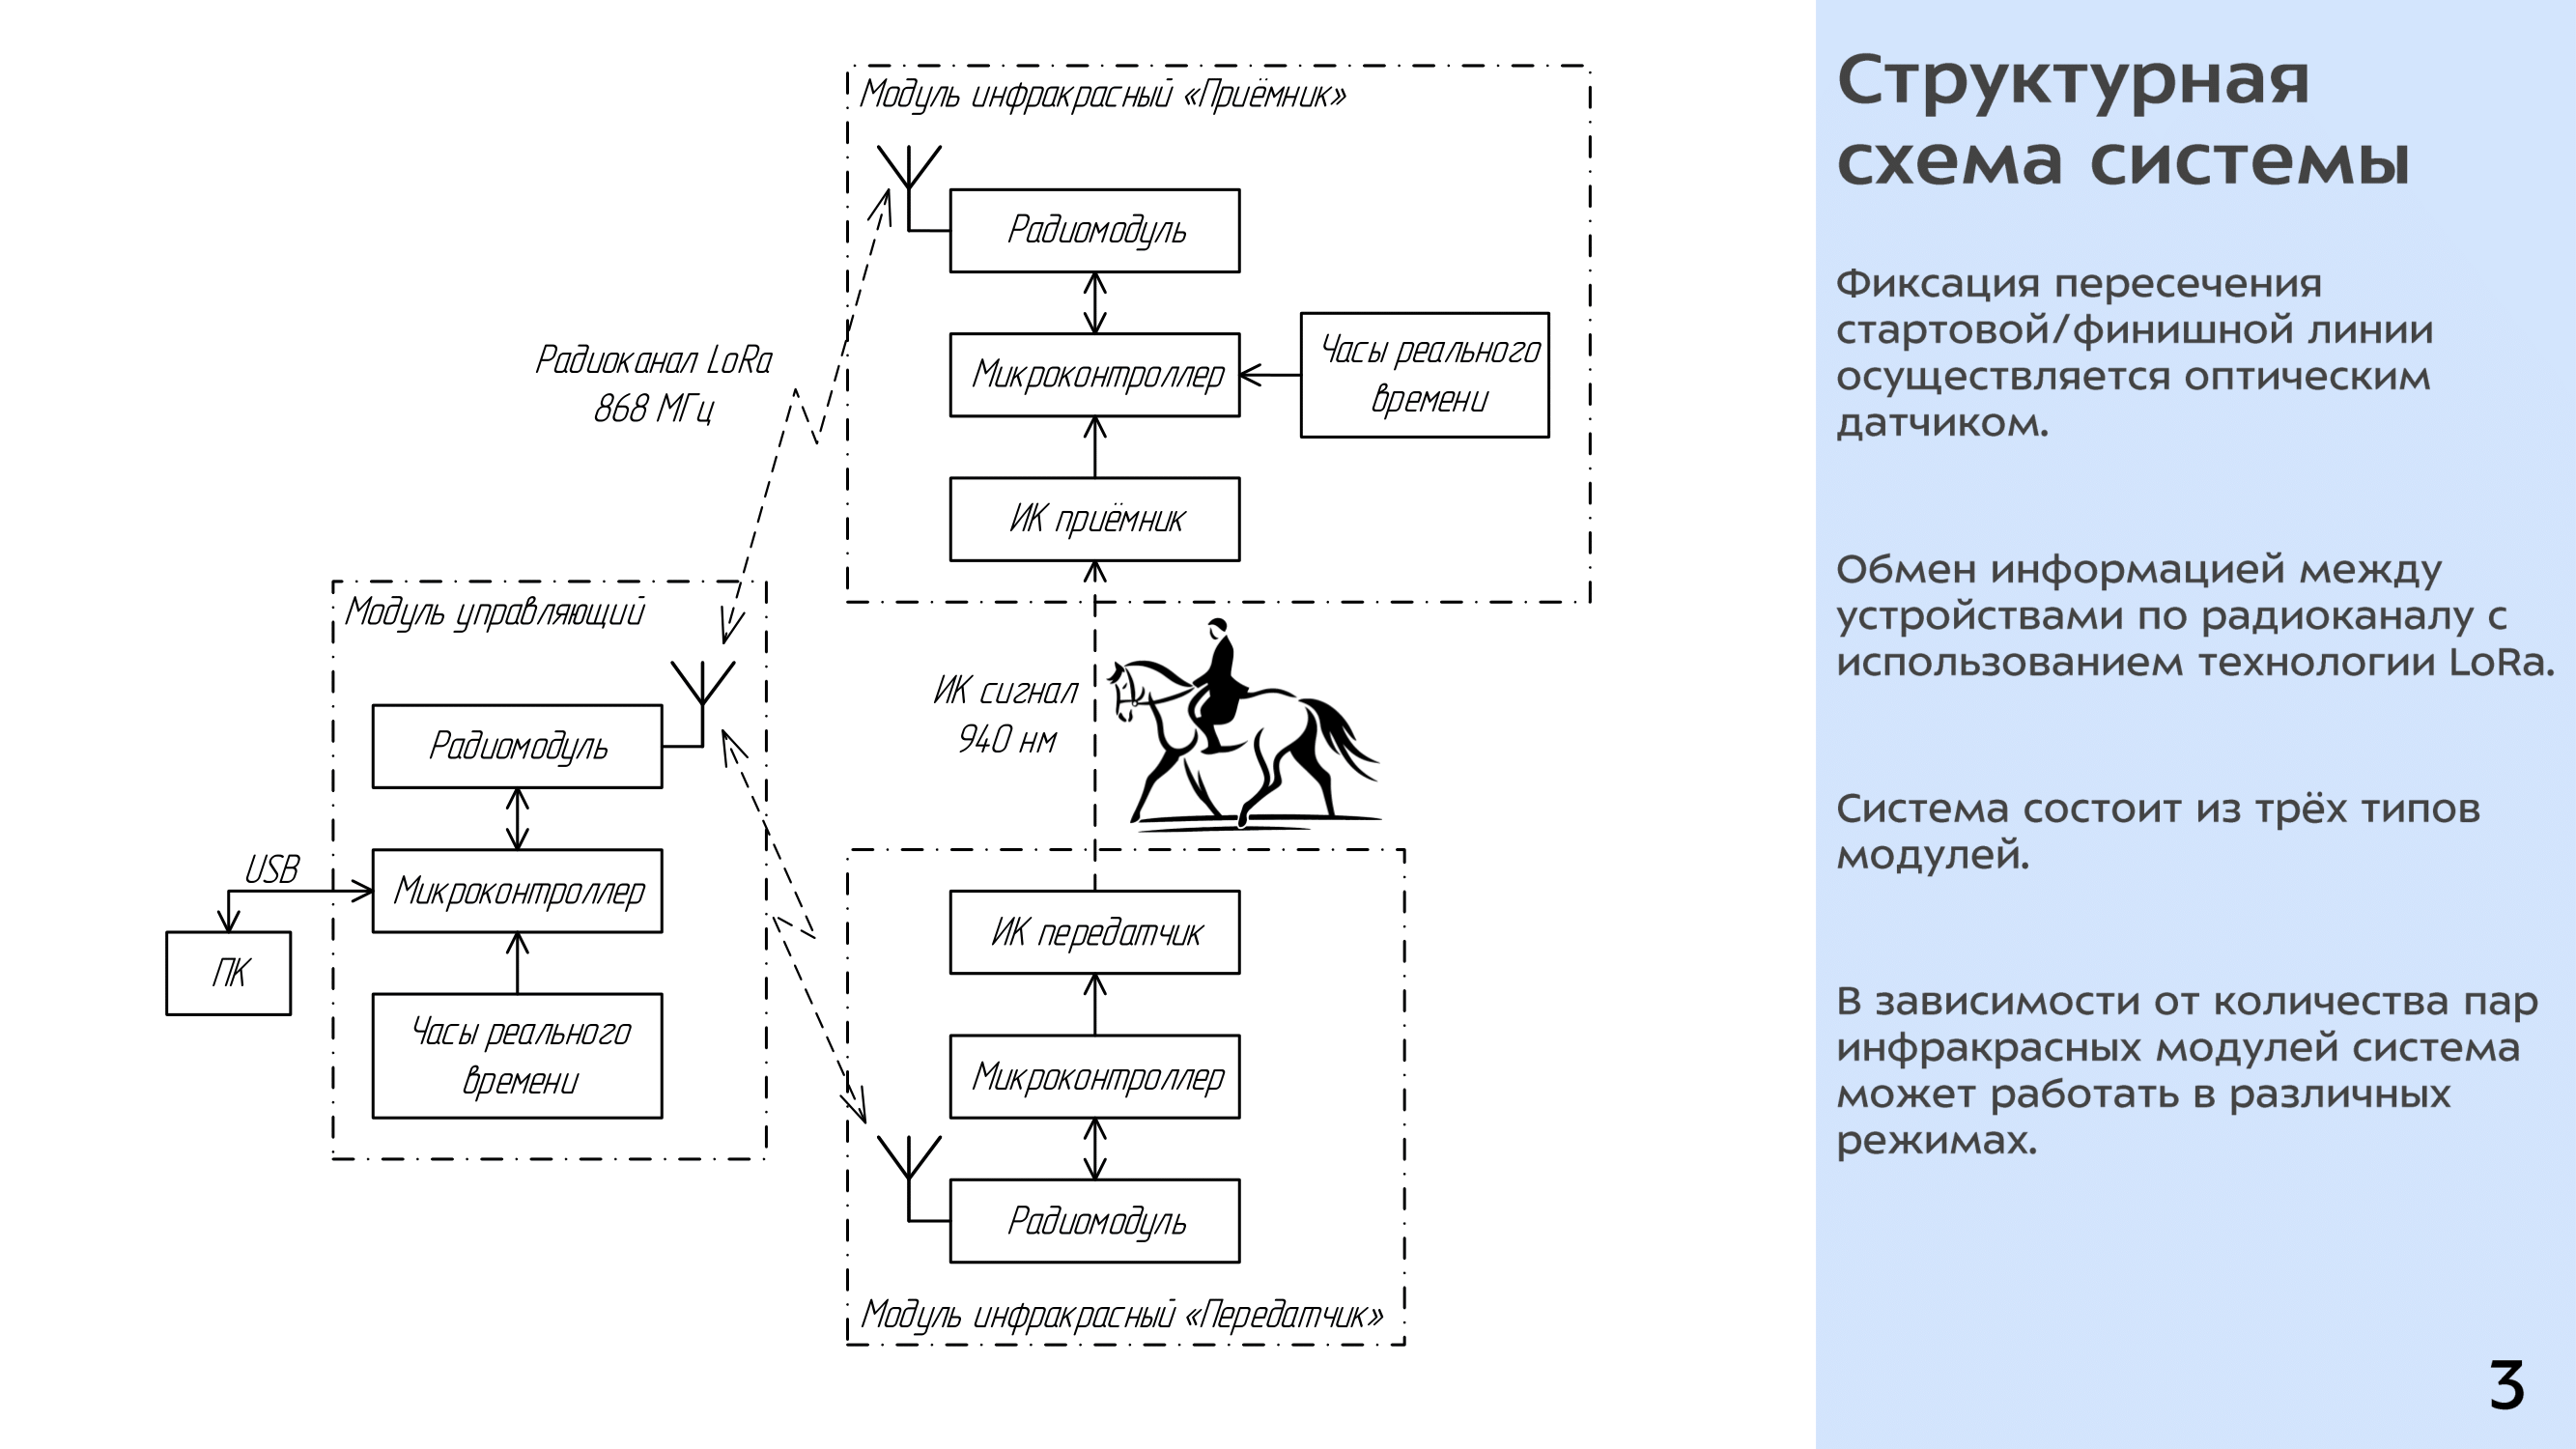 Модуль инфракрасный «Приёмник»
Радиомодуль
Микроконтроллер
Часы реального
времени
ИК приёмник
Радиоканал LoRa
868 МГц
Модуль управляющий
Радиомодуль
USB
Микроконтроллер
ПК
Часы реального
времени
ИК сигнал
940 нм
ИК передатчик
Микроконтроллер
Радиомодуль
Модуль инфракрасный «Передатчик»
Структурная
схема системы
Фиксация пересечения
стартовой/финишной линии
осуществляется оптическим
датчиком.
Обмен информацией между
устройствами по радиоканалу с
использованием технологии LoRa.
Система состоит из трёх типов
модулей.
В зависимости от количества пар
инфракрасных модулей система
может работать в различных
режимах.
3